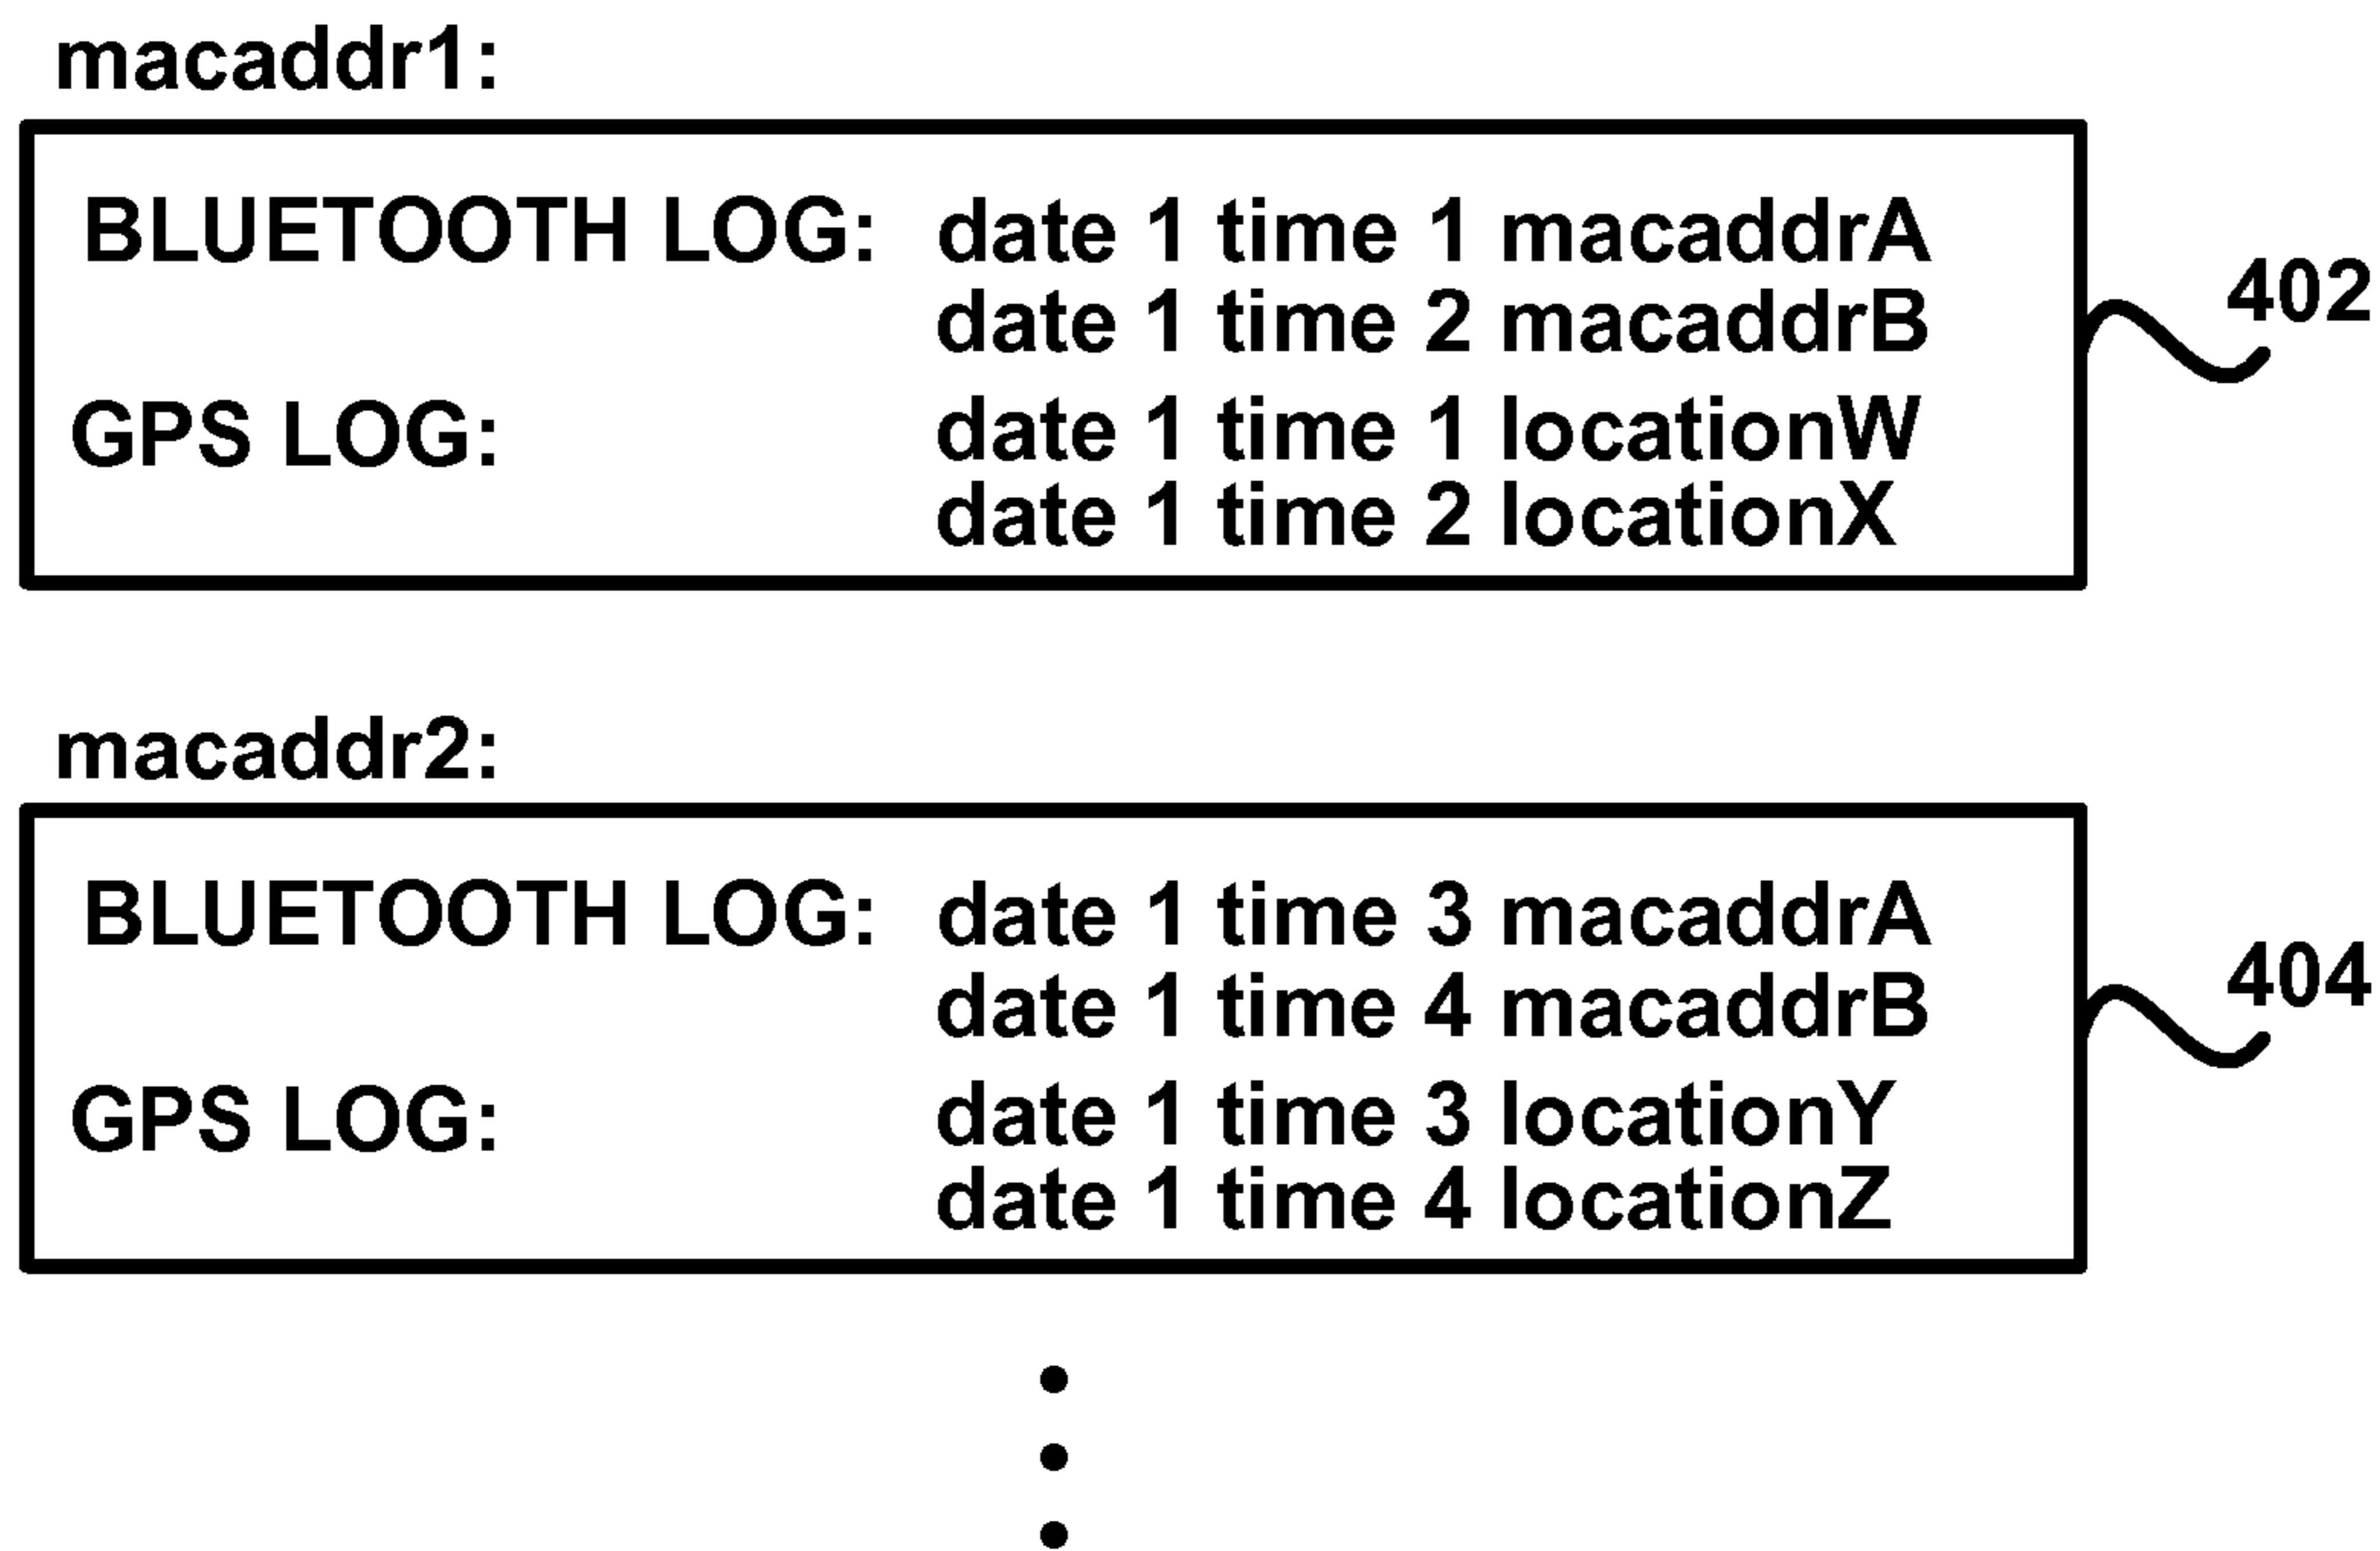 macaddr1:
BLUETOOTH LOG: date 1 time 1 macaddrA
date 1 time 2 macaddrB
402
GPS LOG: date 1 time 1 locationW
date 1 time 2 locationX
macaddr2:
BLUETOOTH LOG: date 1 time 3 macaddrA
date 1 time 4 macaddrB
404
GPS LOG: date 1 time 3 locationY
date 1 time 4 locationZ